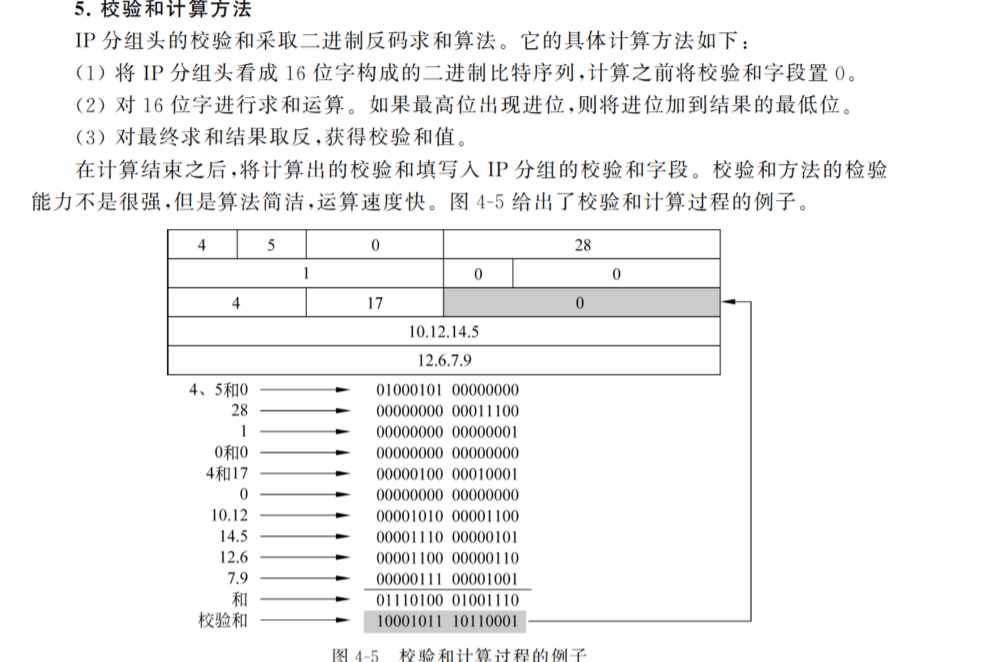 5. 校验和计算方法
IP 分组头的校验和采取二进制反码求和算法。它的具体计算方法如下：
（1）将 IP 分组头看成 16 位字构成的二进制比特序列，计算之前将校验和字段置 0。
（2）对 16 位字进行求和运算。如果最高位出现进位，则将进位加到结果的最低位。
（3）对最终求和结果取反，获得校验和值。
在计算结束之后，将计算出的校验和填写入 IP 分组的校验和字段。校验和方法的检验
能力不是很强，但是算法简洁，运算速度快。图 4-5 给出了校验和计算过程的例子。
4 5 0 28
1 0 0
4 17 0
10.12.14.5
12.6.7.9
4、5和0 01000101 00000000
28 00000000 00011100
1 00000000 00000001
0和0 00000000 00000000
4和17 00000100 00010001
0 00000000 00000000
10.12 00001010 00001100
14.5 00001110 00000101
12.6 00001100 00000110
7.9 00000111 00001001
和 01110100 01001110
校验和 10001011 10110001
图 4-5 校验和计算过程的例子